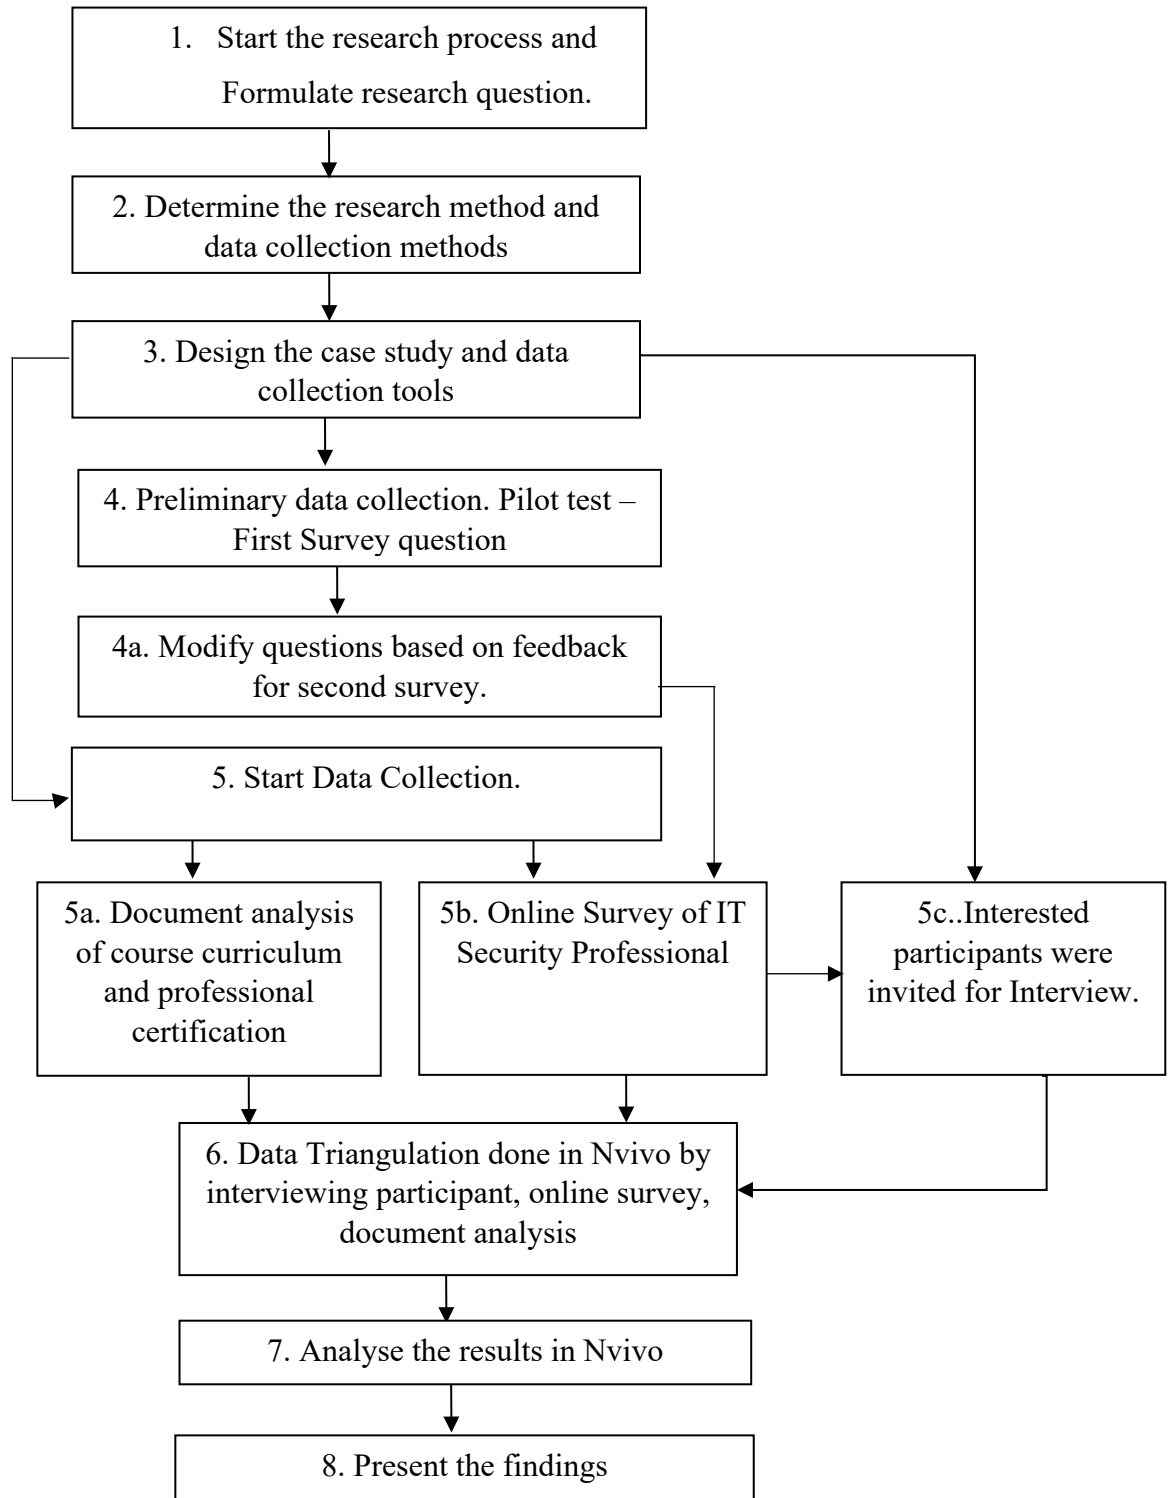 1. Start the research process and
Formulate research question.
2. Determine the research method and
data collection methods
3. Design the case study and data
collection tools
4. Preliminary data collection. Pilot test –
First Survey question
4a. Modify questions based on feedback
for second survey.
5. Start Data Collection.
5a. Document analysis
of course curriculum
and professional
certification
5b. Online Survey of IT
Security Professional
5c..Interested
participants were
invited for Interview.
6. Data Triangulation done in Nvivo by
interviewing participant, online survey,
document analysis
7. Analyse the results in Nvivo
8. Present the findings